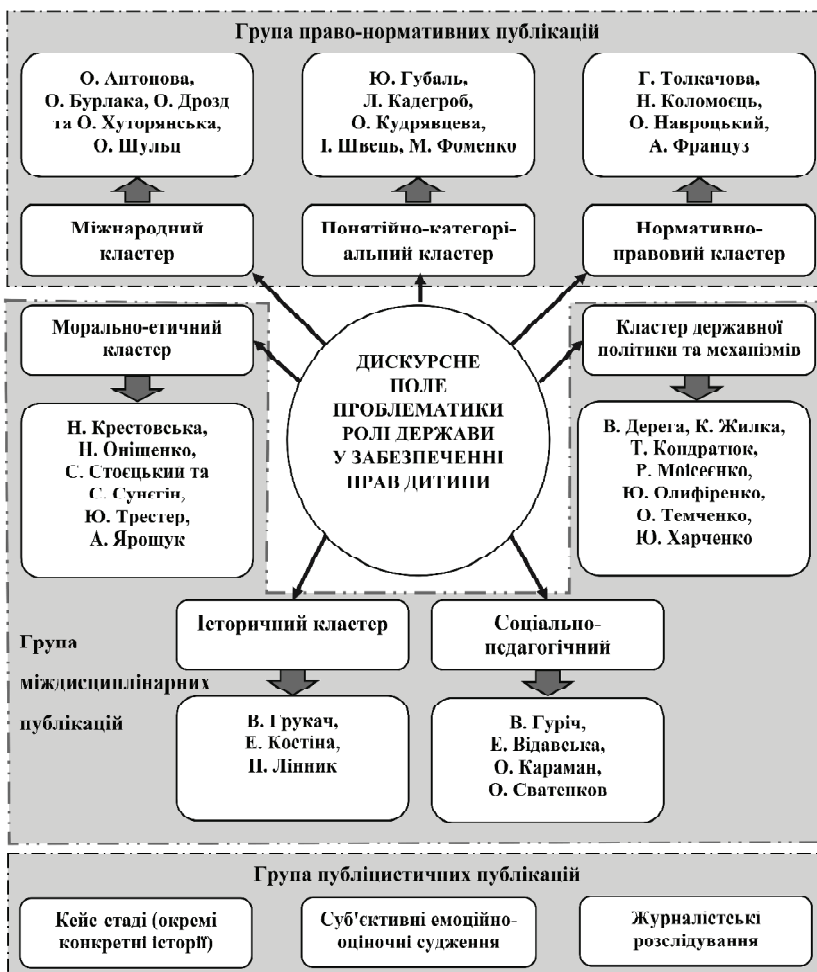 Група право-нормативних публікацій
О. Антонова,
О. Бурлака, О. Дрозд
та О. Хуторянська,
О. Шульц
Ю. Губаль,
Л. Кадегроб,
О. Кудрявцева,
І. Швець, М. Фоменко
Г. Толкачова,
Н. Коломоєць,
О. Навроцький,
А. Француз
Міжнародний
кластер
Понятійно-категорі-
альний кластер
Нормативно-
правовий кластер
Морально-етичний
кластер
ДИСКУРСНЕ
ПОЛЕ
ПРОБЛЕМАТИКИ
РОЛІ ДЕРЖАВИ
У ЗАБЕЗПЕЧЕННІ
ПРАВ ДИТИНИ
Кластер державної
політики та механізмів
Н. Крестовська,
Н. Оніщенко,
Є. Стоєцький та
Є. Сунєгін,
Ю. Трестер,
А. Ярощук
В. Дерега, К. Жилка,
Т. Кондратюк,
Р. Моісеєнко,
Ю. Олифіренко,
О. Темченко,
Ю. Харченко
Історичний кластер
Соціально-
педагогічний
Група
міждисциплінарних
публікацій
В. Грукач,
Е. Костіна,
П. Лінник
В. Гуріч,
Е. Відавська,
О. Караман,
О. Сватенков
Група публіцистичних публікацій
Кейс стаді (окремі
конкретні історії)
Суб'єктивні емоційно-
оціночні судження
Журналістські
розслідування